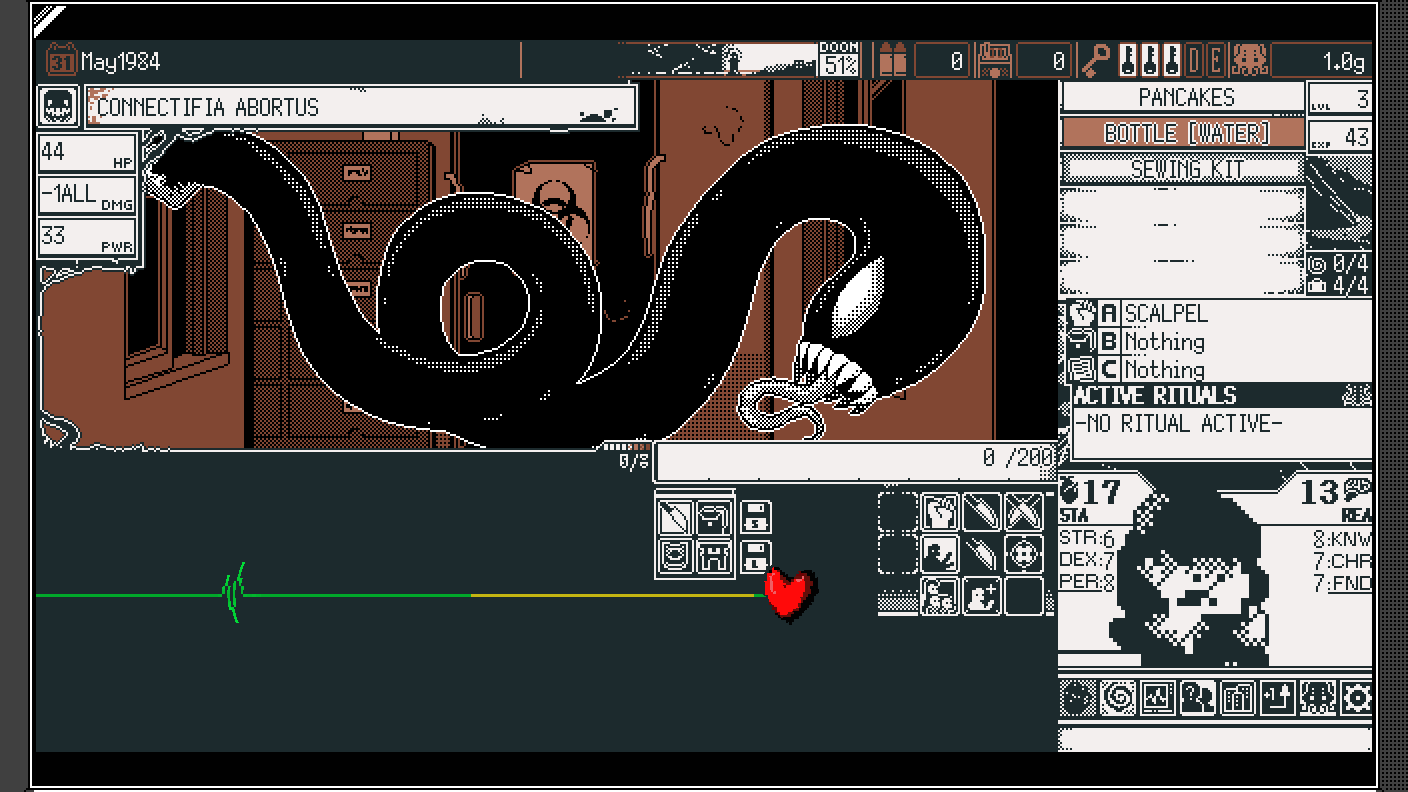 31 May1984 DOOM 51% 0 0 D E 1.0g
CONNECTIFIA ABORTUS
44 HP
-1ALL DMG
33 PWR
PANCAKES
LVL 3
BOTTLE [WATER]
EXP 43
SEWING KIT
0/4
4/4
A SCALPEL
B Nothing
C Nothing
ACTIVE RITUALS
-NO RITUAL ACTIVE-
0/8
0 /200
S
L
17 STA
13 REA
STR:6
DEX:7
PER:8
8:KNW
7:CHR
7:FND